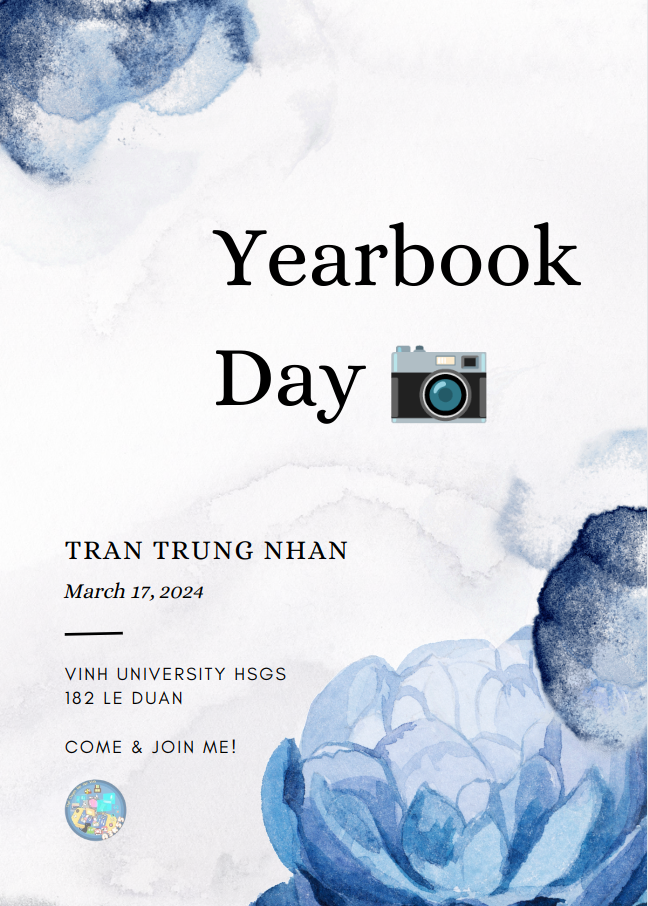 Yearbook
Day
TRAN TRUNG NHAN
March 17, 2024
VINH UNIVERSITY HSGS
182 LE DUAN
COME & JOIN ME!